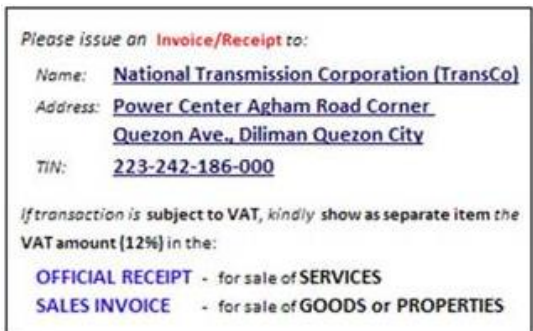 Please issue an Invoice/Receipt to:
Name: National Transmission Corporation (TransCo)
Address: Power Center Agham Road Corner
Quezon Ave., Diliman Quezon City
TIN: 223-242-186-000
If transaction is subject to VAT, kindly show as separate item the
VAT amount (12%) in the:
OFFICIAL RECEIPT - for sale of SERVICES
SALES INVOICE - for sale of GOODS or PROPERTIES